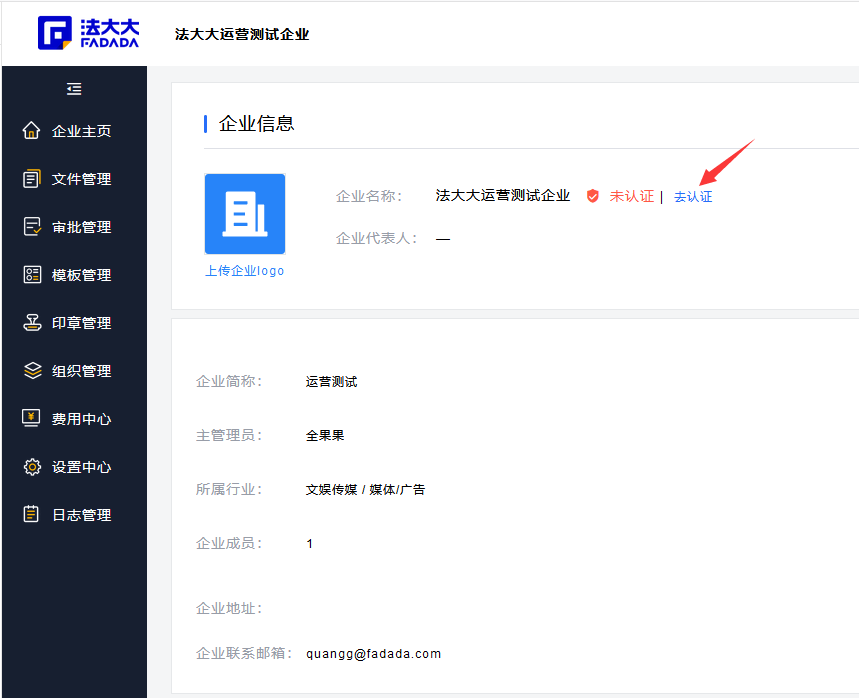 法大大
FADADA
法大大运营测试企业
企业主页
文件管理
审批管理
模板管理
印章管理
组织管理
费用中心
设置中心
日志管理
企业信息
上传企业logo
企业名称： 法大大运营测试企业 未认证 | 去认证
企业代表人： —
企业简称： 运营测试
主管理员： 全果果
所属行业： 文娱传媒 / 媒体/广告
企业成员： 1
企业地址：
企业联系邮箱： quangg@fadada.com